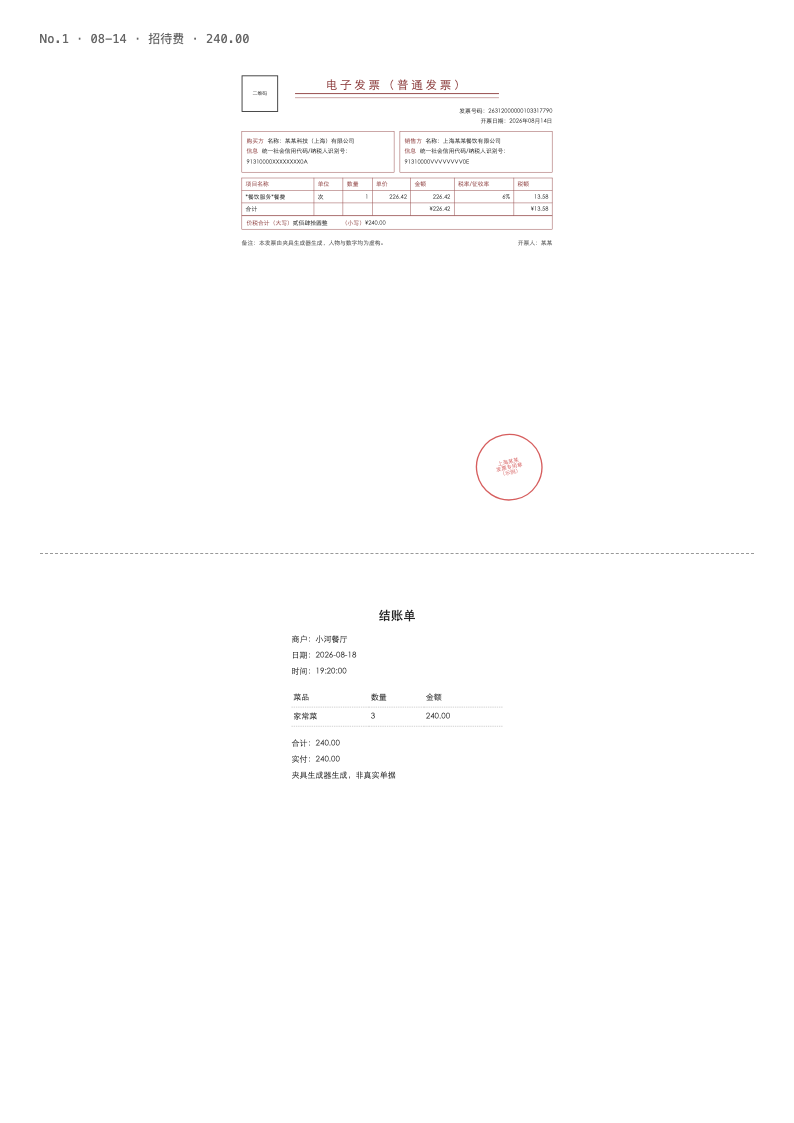 No.1 · 08-14 · 招待费 · 240.00
二维码
电子发票（普通发票）
发票号码：26312000000103317790
开票日期：2026年08月14日
购买方 名称：某某科技（上海）有限公司
信息 统一社会信用代码/纳税人识别号：
91310000XXXXXXXX0A
销售方 名称：上海某某餐饮有限公司
信息 统一社会信用代码/纳税人识别号：
91310000VVVVVVVV0E
项目名称 单位 数量 单价 金额 税率/征收率 税额
*餐饮服务*餐费 次 1 226.42 226.42 6% 13.58
合计 ¥226.42 ¥13.58
价税合计（大写）贰佰肆拾圆整 （小写）¥240.00
备注：本发票由夹具生成器生成，人物与数字均为虚构。 开票人：某某
上海某某
发票专用章
（示例）
结账单
商户：小河餐厅
日期：2026-08-18
时间：19:20:00
菜品 数量 金额
家常菜 3 240.00
合计：240.00
实付：240.00
夹具生成器生成，非真实单据